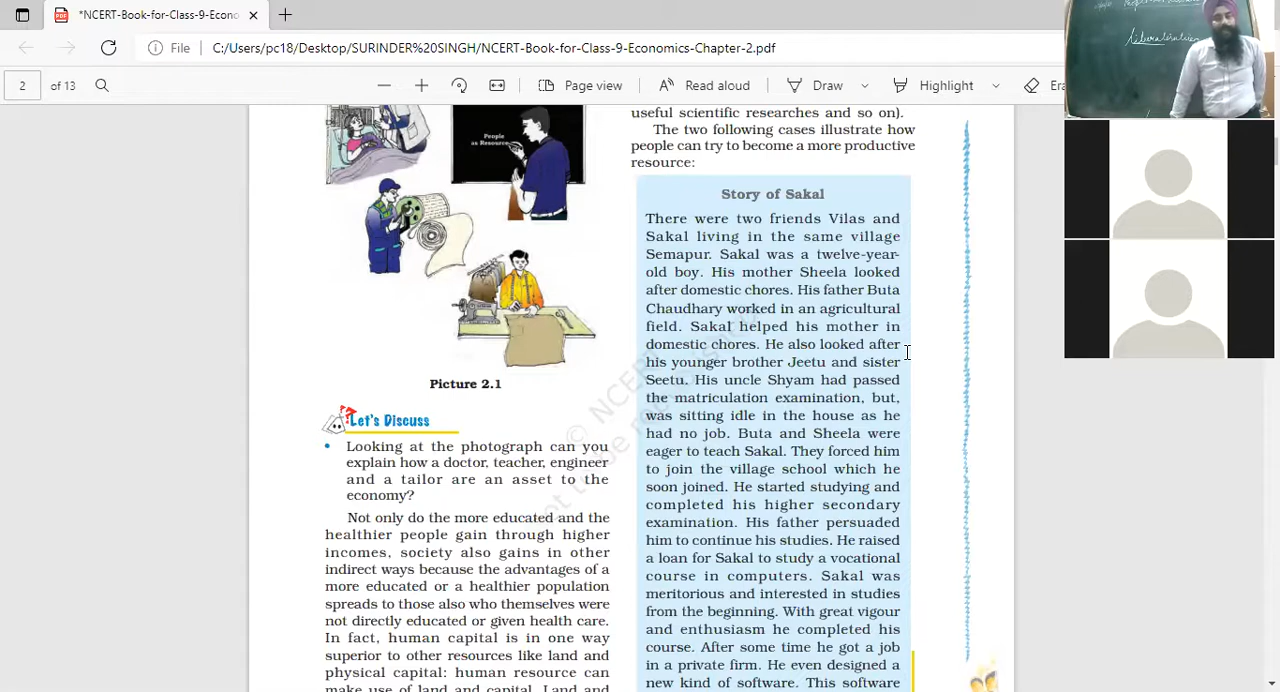 *NCERT-Book-for-Class-9-Econo
File
C:/Users/pc18/Desktop/SURINDER%20SINGH/NCERT-Book-for-Class-9-Economics-Chapter-2.pdf
2
of 13
Page view
Read aloud
Draw
Highlight
People
as Resource
Picture 2.1
Let's Discuss
• Looking at the photograph can you
explain how a doctor, teacher, engineer
and a tailor are an asset to the
economy?
Not only do the more educated and the
healthier people gain through higher
incomes, society also gains in other
indirect ways because the advantages of a
more educated or a healthier population
spreads to those also who themselves were
not directly educated or given health care.
In fact, human capital is in one way
superior to other resources like land and
physical capital: human resource can
make use of land and capital. Land and
useful scientific researches and so on).
The two following cases illustrate how
people can try to become a more productive
resource:
Story of Sakal
There were two friends Vilas and
Sakal living in the same village
Semapur. Sakal was a twelve-year-
old boy. His mother Sheela looked
after domestic chores. His father Buta
Chaudhary worked in an agricultural
field. Sakal helped his mother in
domestic chores. He also looked after
his younger brother Jeetu and sister
Seetu. His uncle Shyam had passed
the matriculation examination, but,
was sitting idle in the house as he
had no job. Buta and Sheela were
eager to teach Sakal. They forced him
to join the village school which he
soon joined. He started studying and
completed his higher secondary
examination. His father persuaded
him to continue his studies. He raised
a loan for Sakal to study a vocational
course in computers. Sakal was
meritorious and interested in studies
from the beginning. With great vigour
and enthusiasm he completed his
course. After some time he got a job
in a private firm. He even designed a
new kind of software. This software
© NCERT